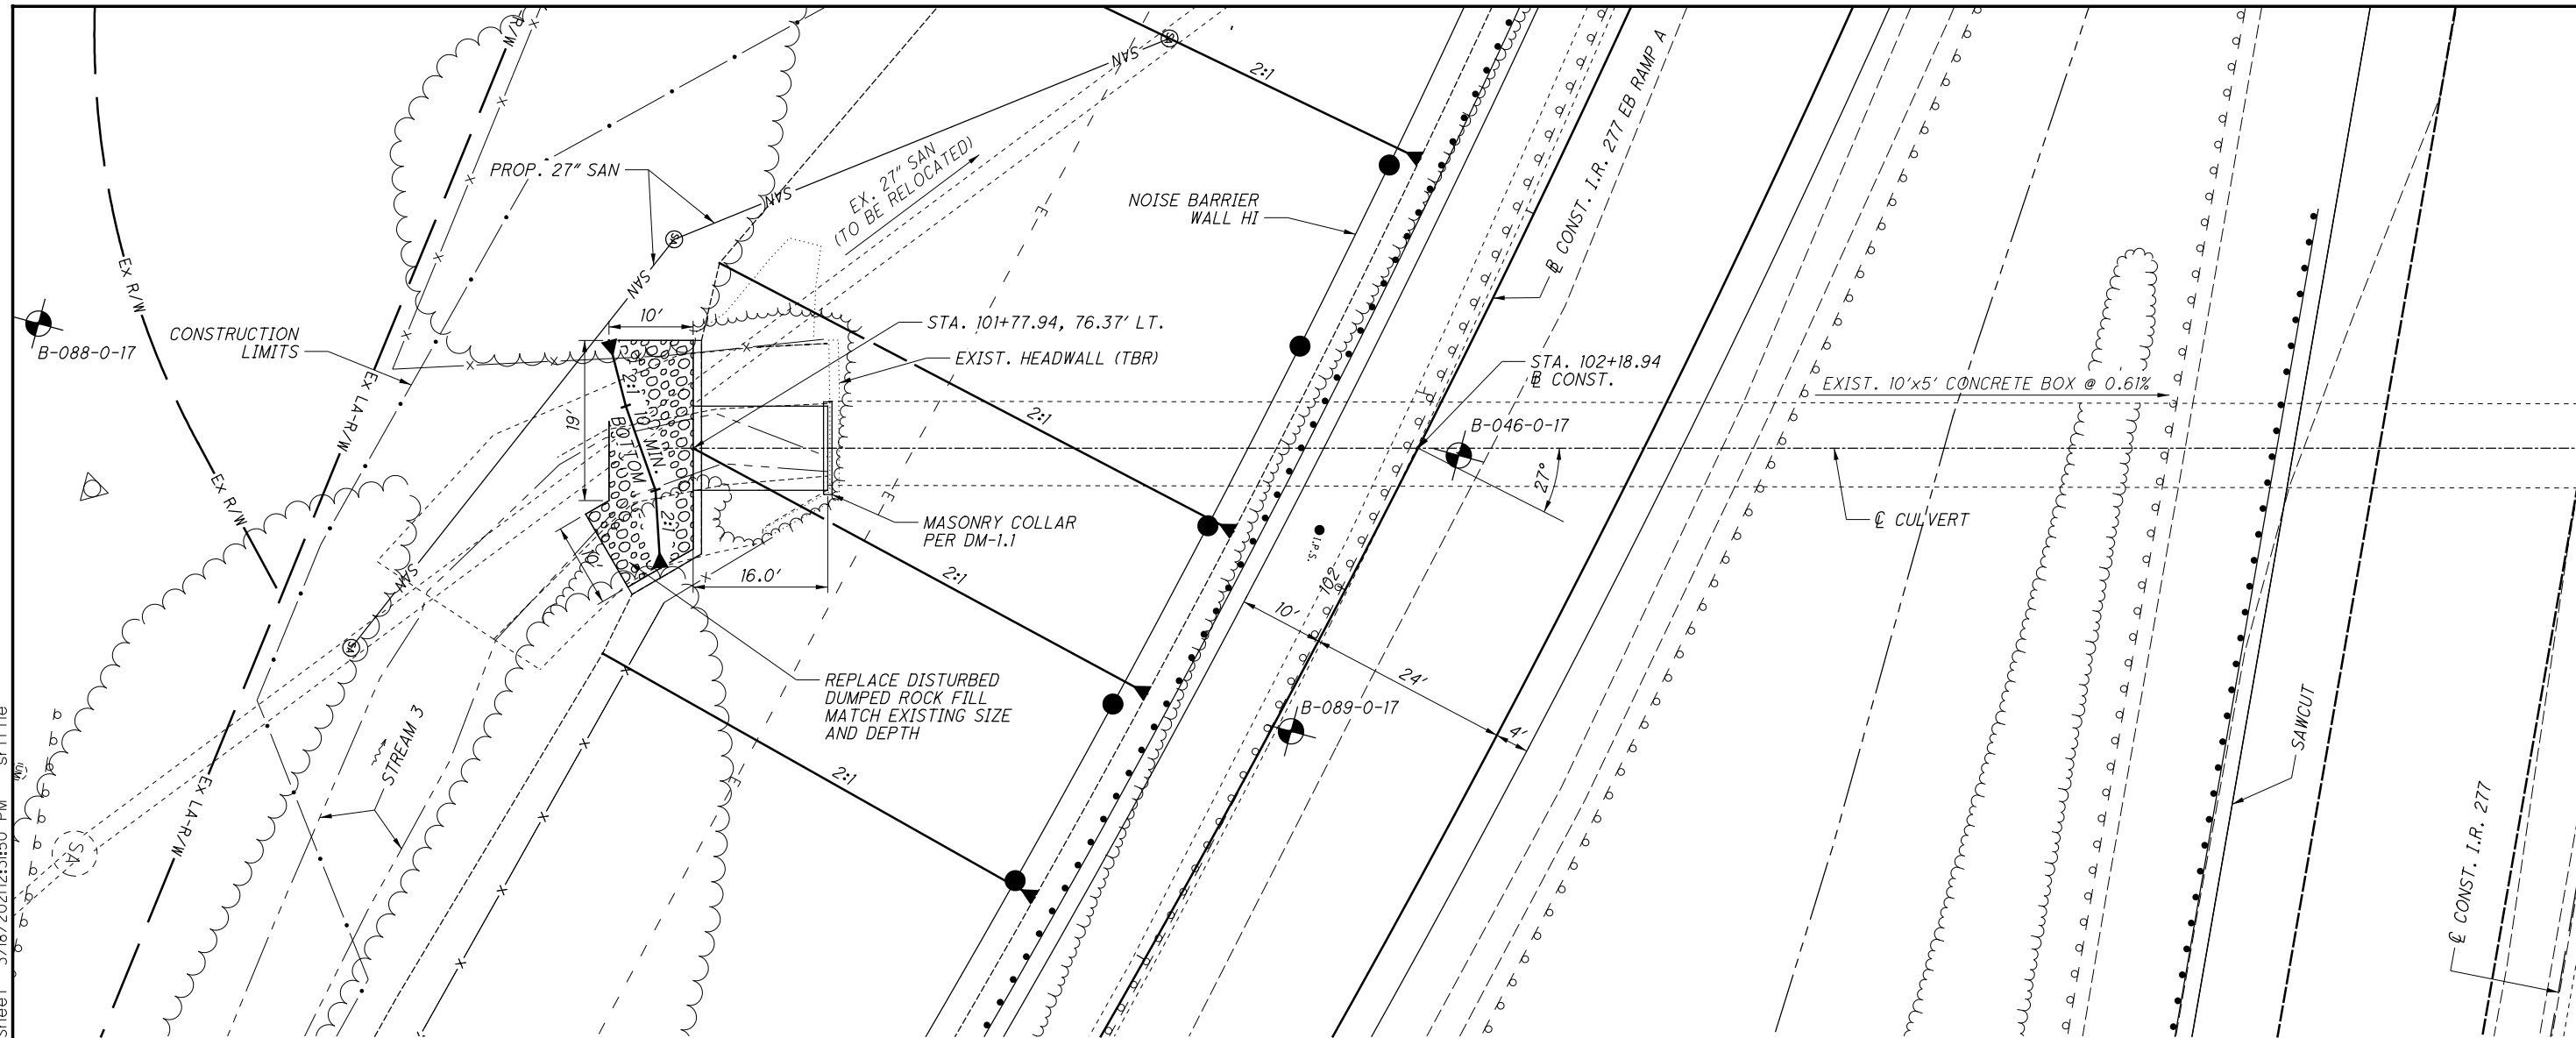 R/W
SAN
2:1
PROP. 27" SAN
SAN
EX. 27" SAN
(TO BE RELOCATED)
E
NOISE BARRIER
WALL HI
℄ CONST. I.R. 277 EB RAMP A
SAN
Ex R/W
B-088-0-17
CONSTRUCTION
LIMITS
10'
STA. 101+77.94, 76.37' LT.
EXIST. HEADWALL (TBR)
STA. 102+18.94
℄ CONST.
EXIST. 10'x5' CONCRETE BOX @ 0.61%
Ex LA-R/W
19'
2:1
10' MIN.
BOTTOM
2:1
2:1
B-046-0-17
27°
Ex R/W
E
MASONRY COLLAR
PER DM-1.1
℄ CULVERT
I.P.S.
10'
16.0'
2:1
SAN
102
10'
24'
4'
REPLACE DISTURBED
DUMPED ROCK FILL
MATCH EXISTING SIZE
AND DEPTH
B-089-0-17
STREAM 3
2:1
E
SAWCUT
Ex LA-R/W
SA
℄ CONST. I.R. 277